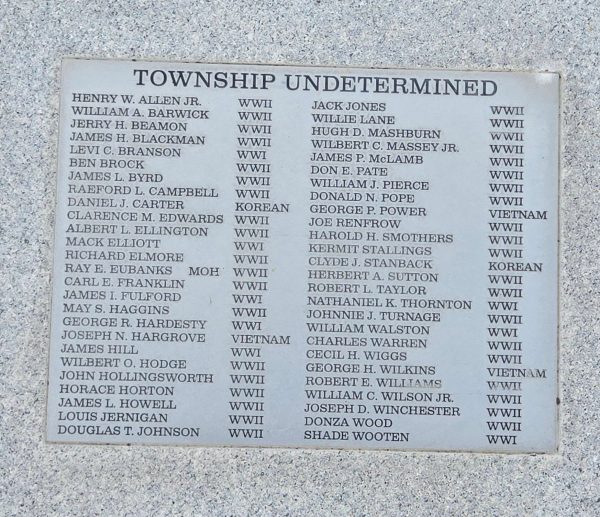 TOWNSHIP UNDETERMINED
HENRY W. ALLEN JR. WWII
WILLIAM A. BARWICK WWII
JERRY H. BEAMON WWII
JAMES H. BLACKMAN WWII
LEVI C. BRANSON WWI
BEN BROCK WWII
JAMES L. BYRD WWII
RAEFORD L. CAMPBELL WWII
DANIEL J. CARTER KOREAN
CLARENCE M. EDWARDS WWII
ALBERT L. ELLINGTON WWII
MACK ELLIOTT WWI
RICHARD ELMORE WWII
RAY E. EUBANKS MOH WWII
CARL E. FRANKLIN WWII
JAMES I. FULFORD WWI
MAY S. HAGGINS WWII
GEORGE R. HARDESTY WWI
JOSEPH N. HARGROVE VIETNAM
JAMES HILL WWI
WILBERT O. HODGE WWII
JOHN HOLLINGSWORTH WWII
HORACE HORTON WWII
JAMES L. HOWELL WWII
LOUIS JERNIGAN WWII
DOUGLAS T. JOHNSON WWII
JACK JONES WWII
WILLIE LANE WWII
HUGH D. MASHBURN WWII
WILBERT C. MASSEY JR. WWII
JAMES P. McLAMB WWII
DON E. PATE WWII
WILLIAM J. PIERCE WWII
DONALD N. POPE WWII
GEORGE P. POWER VIETNAM
JOE RENFROW WWII
HAROLD H. SMOTHERS WWII
KERMIT STALLINGS WWII
CLYDE J. STANBACK KOREAN
HERBERT A. SUTTON WWII
ROBERT L. TAYLOR WWII
NATHANIEL K. THORNTON WWI
JOHNNIE J. TURNAGE WWII
WILLIAM WALSTON WWII
CHARLES WARREN WWII
CECIL H. WIGGS WWII
GEORGE H. WILKINS VIETNAM
ROBERT E. WILLIAMS WWII
WILLIAM C. WILSON JR. WWII
JOSEPH D. WINCHESTER WWII
DONZA WOOD WWII
SHADE WOOTEN WWI